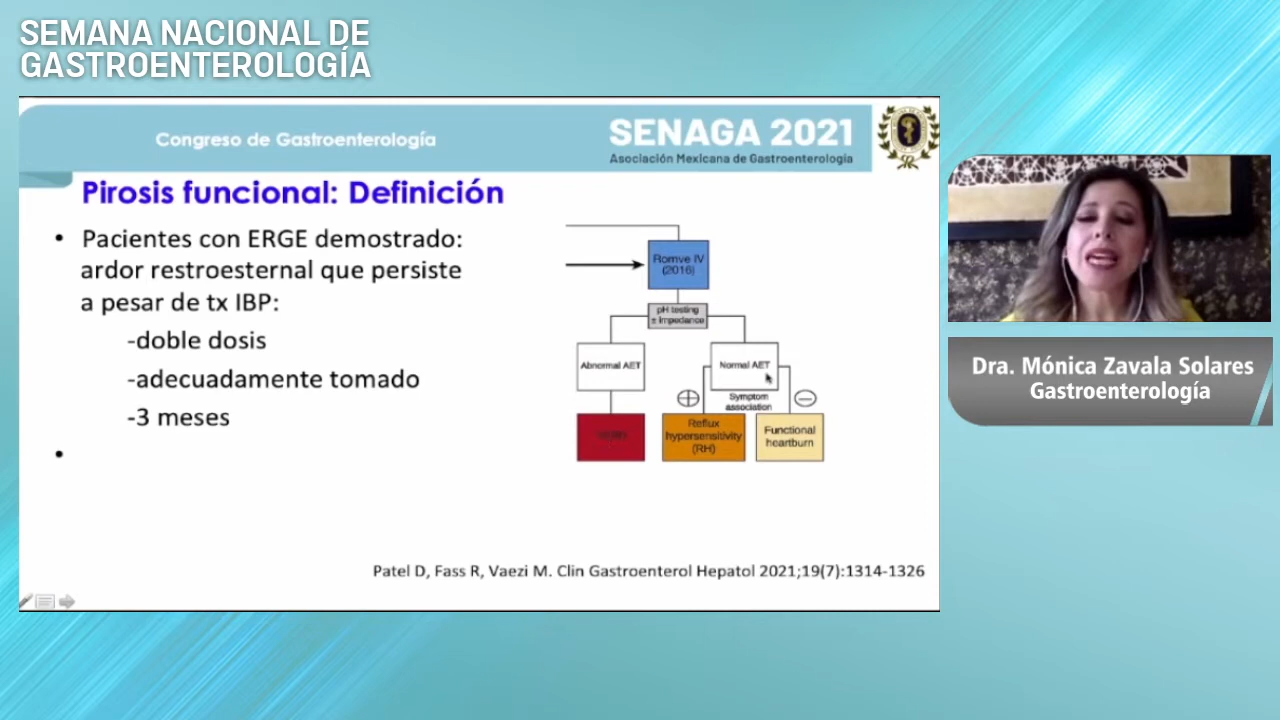 SEMANA NACIONAL DE
GASTROENTEROLOGÍA
Congreso de Gastroenterología
SENAGA 2021
Asociación Mexicana de Gastroenterología
Pirosis funcional: Definición
• Pacientes con ERGE demostrado:
ardor restroesternal que persiste
a pesar de tx IBP:
-doble dosis
-adecuadamente tomado
-3 meses
•
Romve IV
(2016)
pH testing
± Impedance
Abnormal AET
Normal AET
Symptom
association
Reflux
hypersensitivity
(RH)
Functional
heartburn
Patel D, Fass R, Vaezi M. Clin Gastroenterol Hepatol 2021;19(7):1314-1326
Dra. Mónica Zavala Solares
Gastroenterología